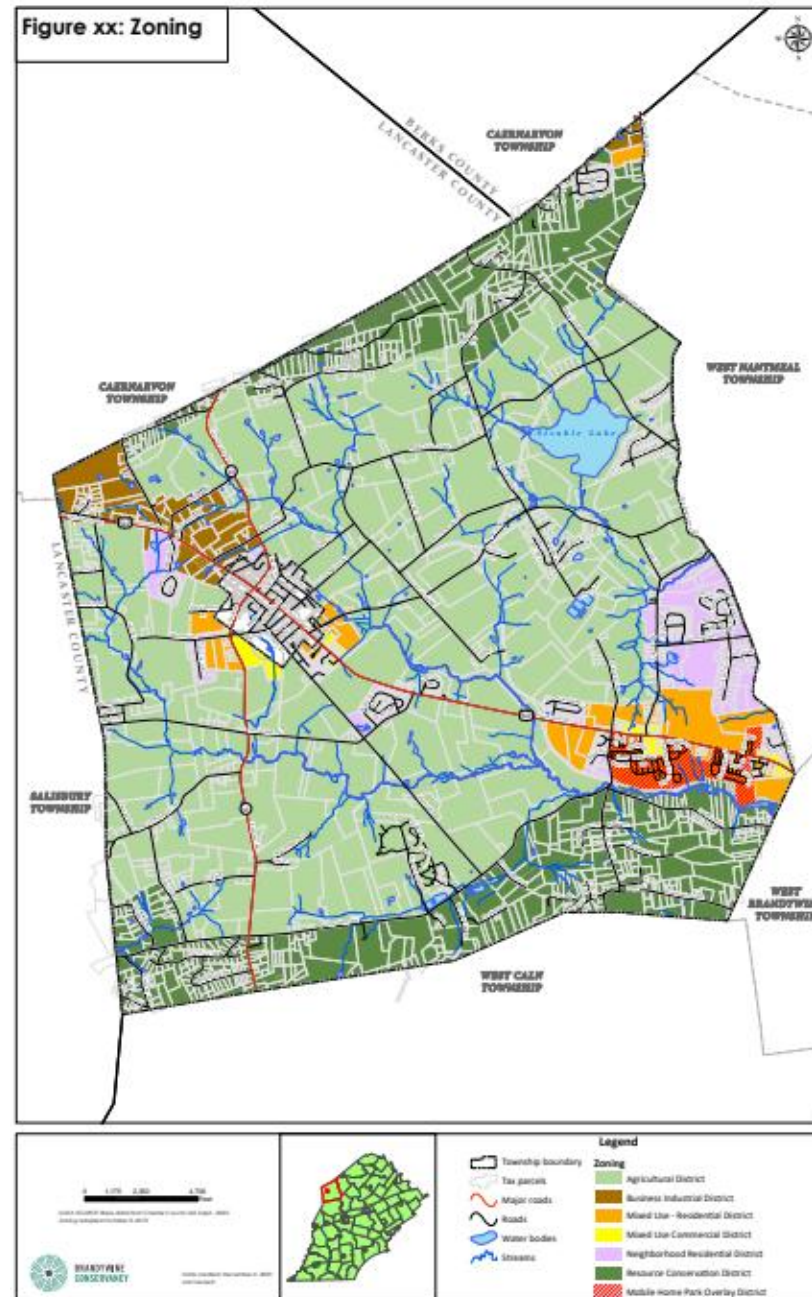 Figure xx: Zoning
BERKS COUNTY
LANCASTER COUNTY
CAERNARVON
TOWNSHIP
CAERNARVON
TOWNSHIP
WEST NANTMEAL
TOWNSHIP
Struble Lake
LANCASTER COUNTY
SALISBURY
TOWNSHIP
WEST
BRANDYWINE
TOWNSHIP
WEST CALN
TOWNSHIP
Legend
Township boundary
Tax parcels
Major roads
Roads
Water bodies
Streams
Zoning
Agricultural District
Business Industrial District
Mixed Use - Residential District
Mixed Use Commercial District
Neighborhood Residential District
Resource Conservation District
Mobile Home Park Overlay District
BRANDYWINE
CONSERVANCY